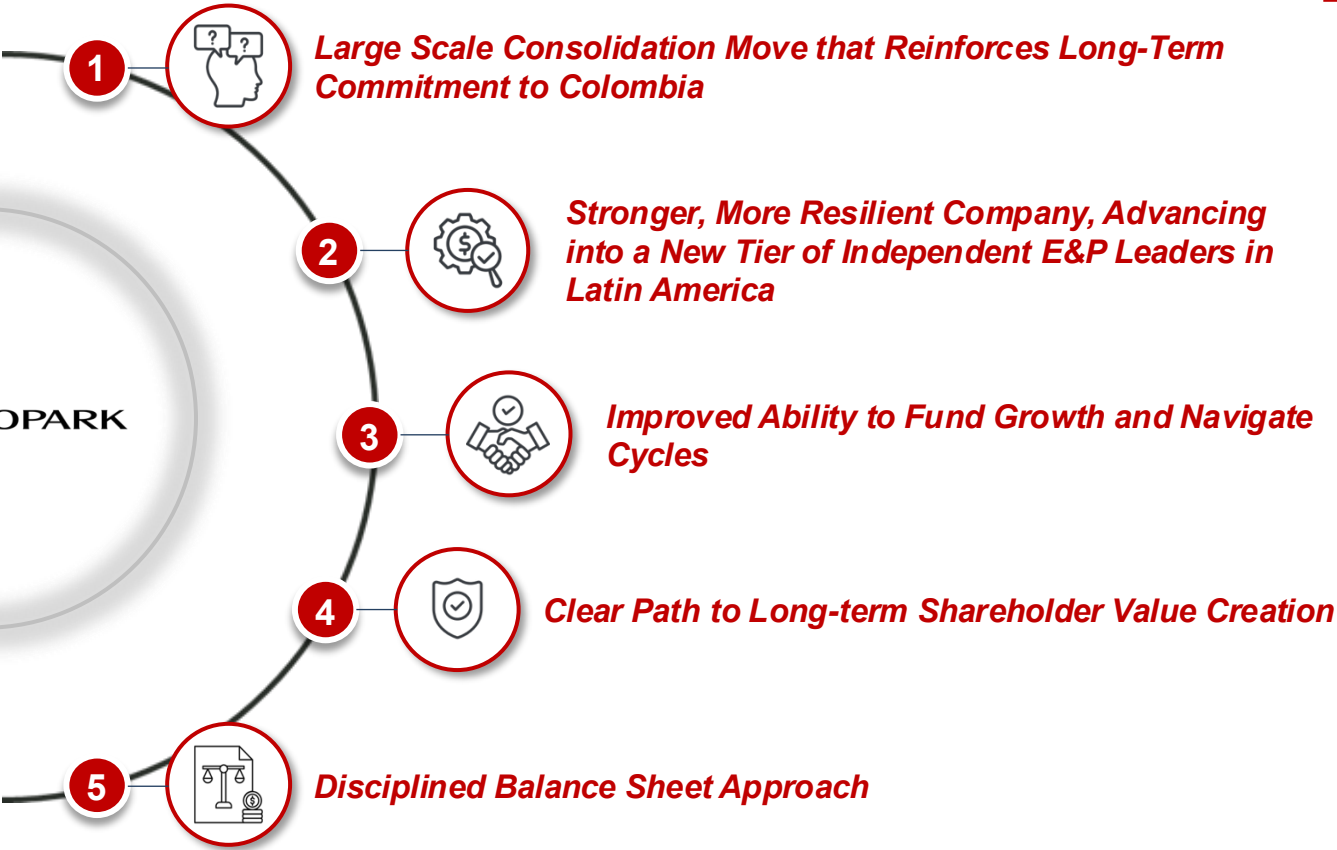 1
? ?
Large Scale Consolidation Move that Reinforces Long-Term
Commitment to Colombia
2
$
Stronger, More Resilient Company, Advancing
into a New Tier of Independent E&P Leaders in
Latin America
OPARK
3
Improved Ability to Fund Growth and Navigate
Cycles
4
Clear Path to Long-term Shareholder Value Creation
5
$
Disciplined Balance Sheet Approach